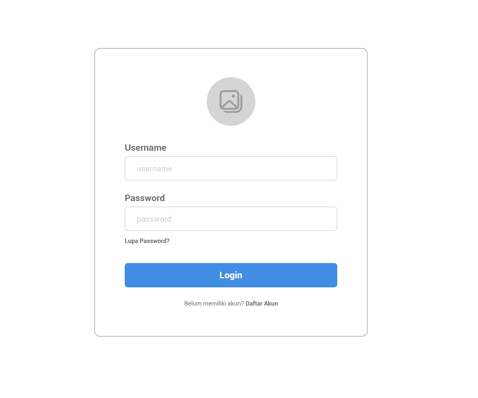 Username
username
Password
password
Lupa Password?
Login
Belum memiliki akun? Daftar Akun